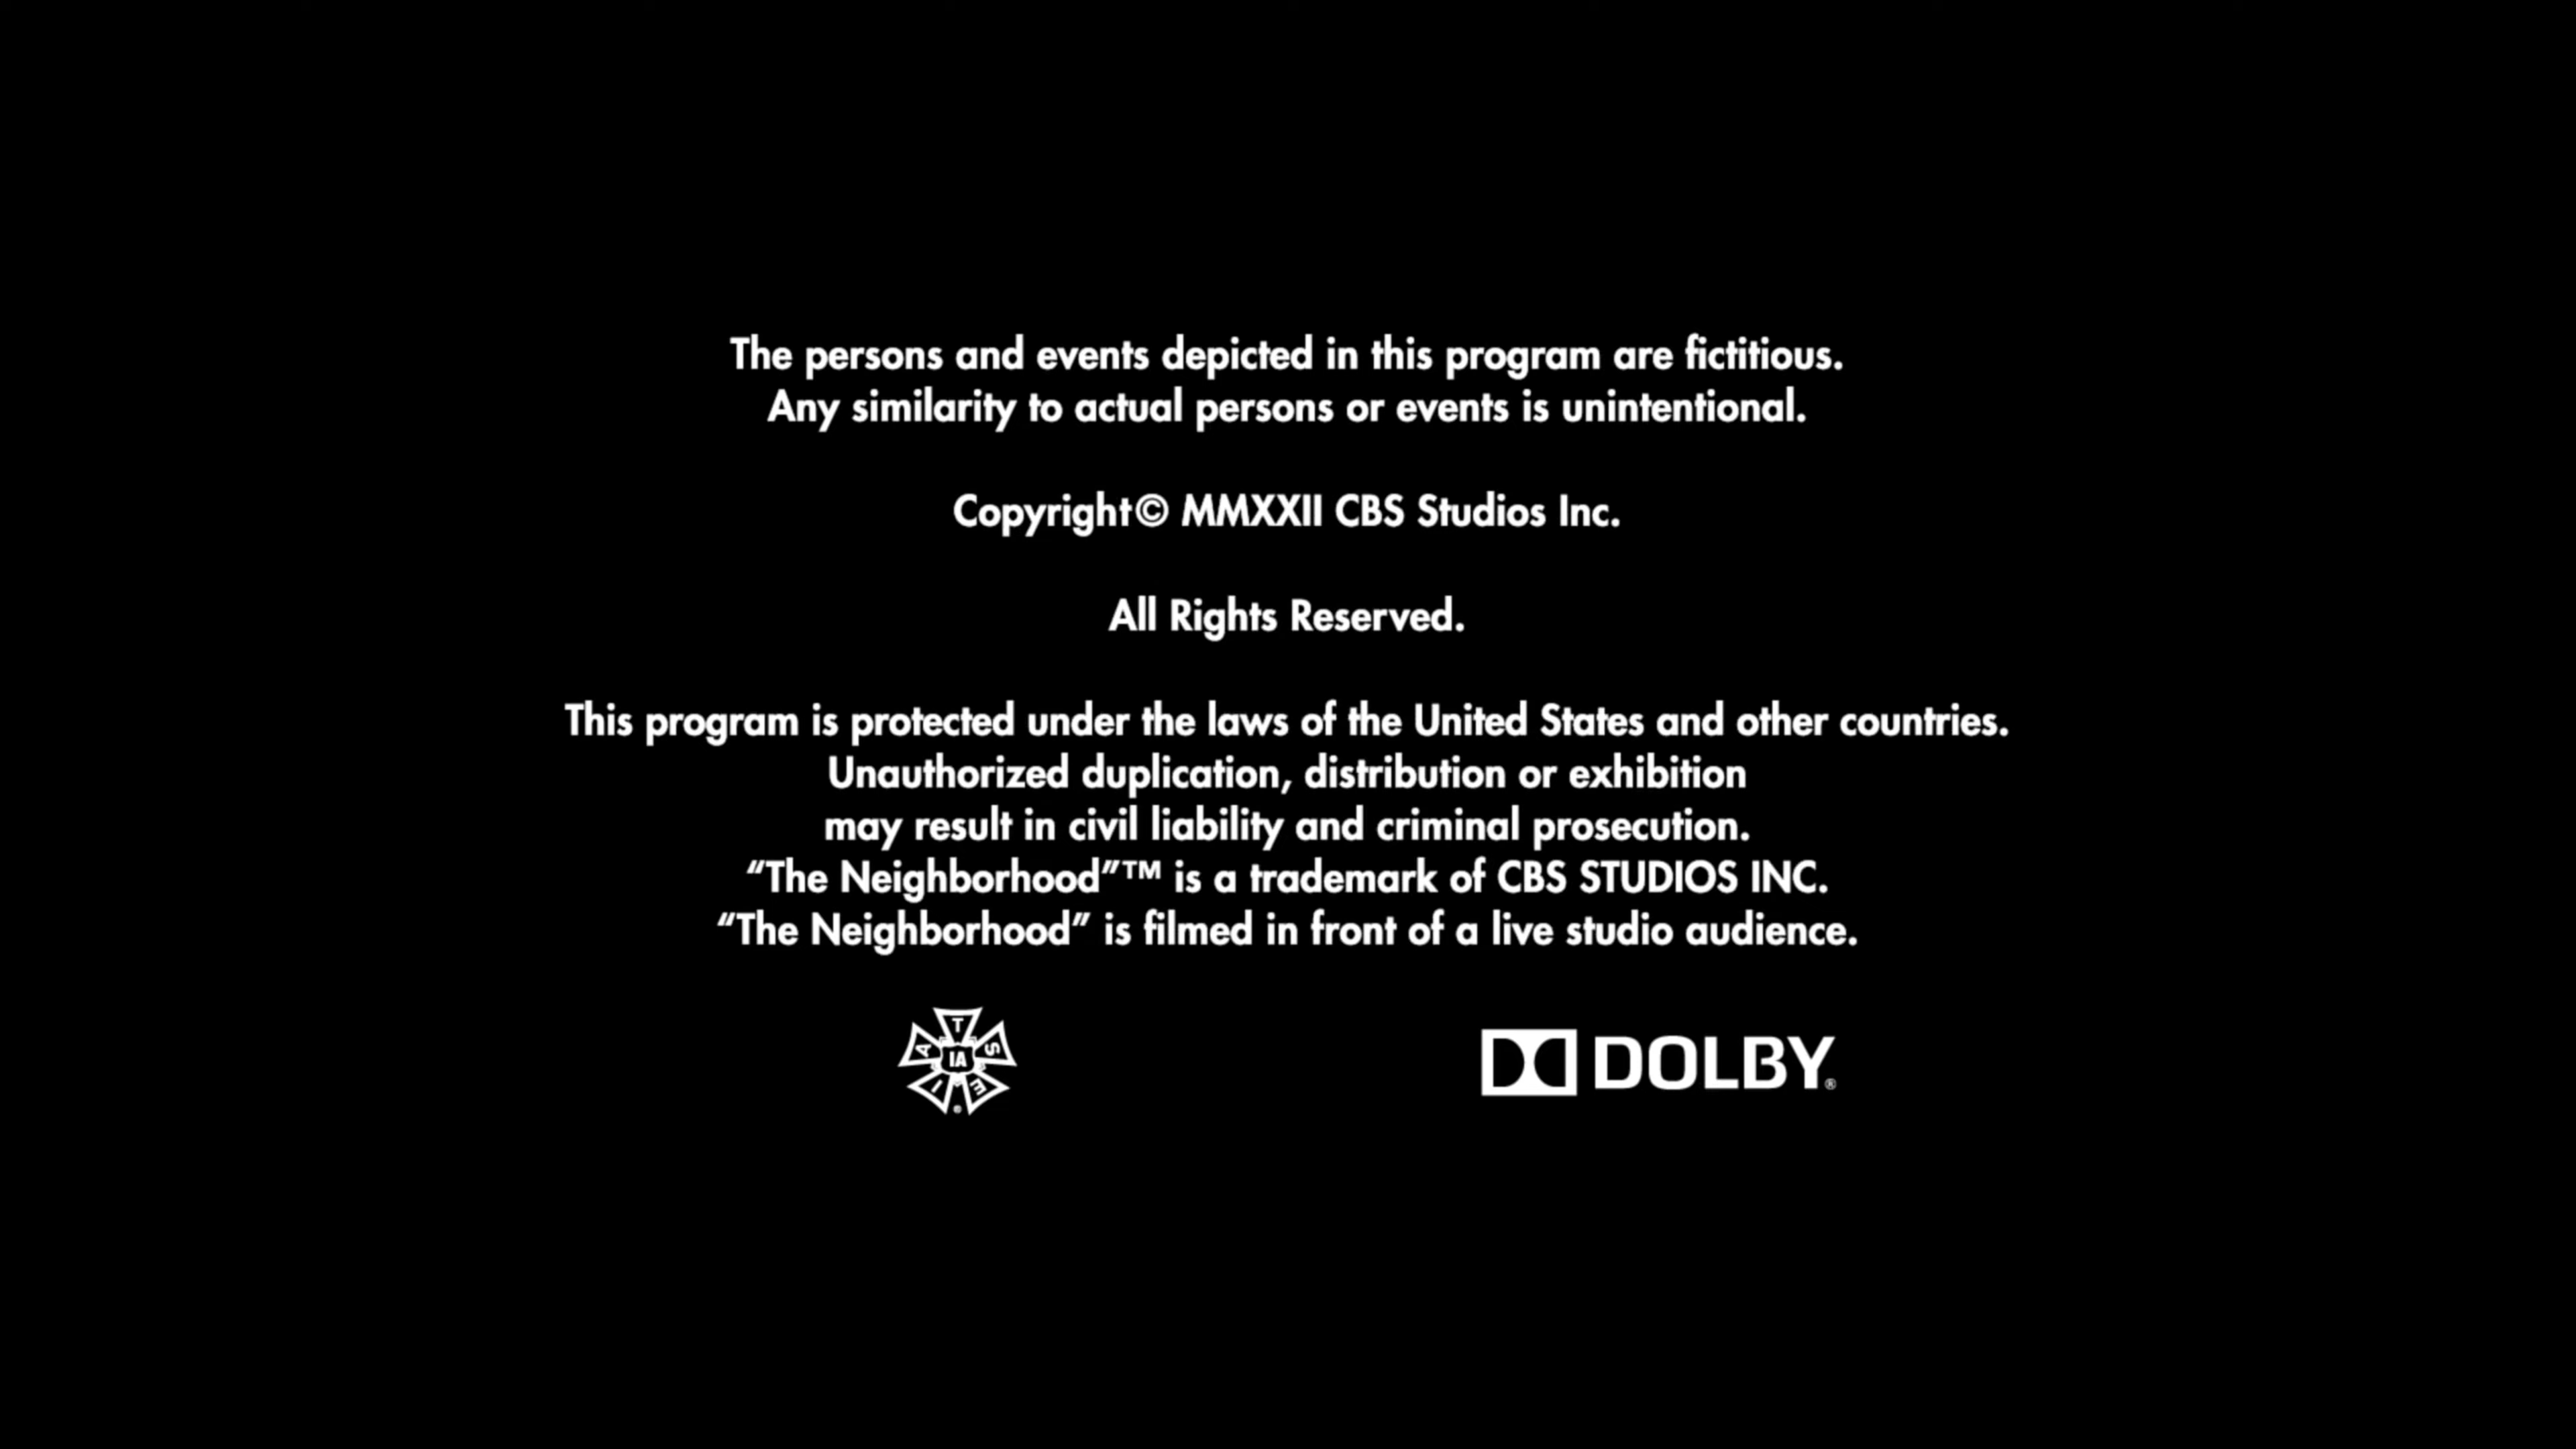 The persons and events depicted in this program are fictitious.
Any similarity to actual persons or events is unintentional.
Copyright© MMXXII CBS Studios Inc.
All Rights Reserved.
This program is protected under the laws of the United States and other countries.
Unauthorized duplication, distribution or exhibition
may result in civil liability and criminal prosecution.
“The Neighborhood”™ is a trademark of CBS STUDIOS INC.
“The Neighborhood” is filmed in front of a live studio audience.
IA T S E I A ®
DOLBY®